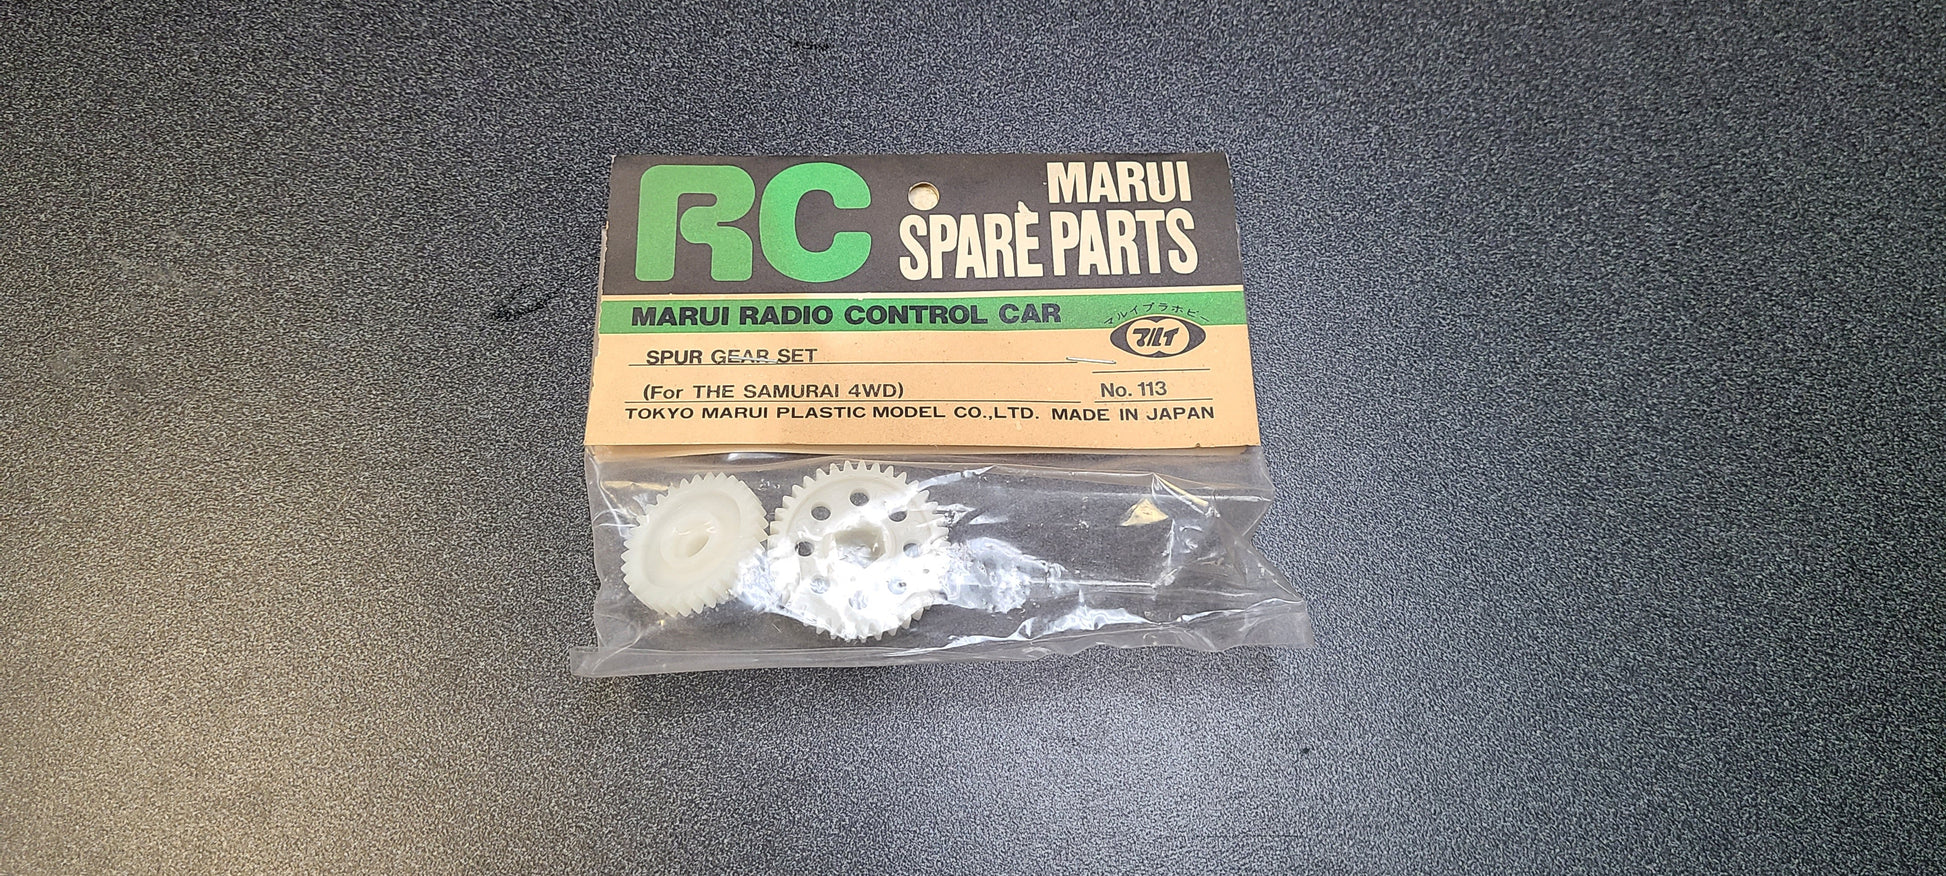 RC
MARUI
SPARE PARTS
MARUI RADIO CONTROL CAR
マルイプラホビー
マルイ
SPUR GEAR SET
(For THE SAMURAI 4WD)
No. 113
TOKYO MARUI PLASTIC MODEL CO.,LTD. MADE IN JAPAN